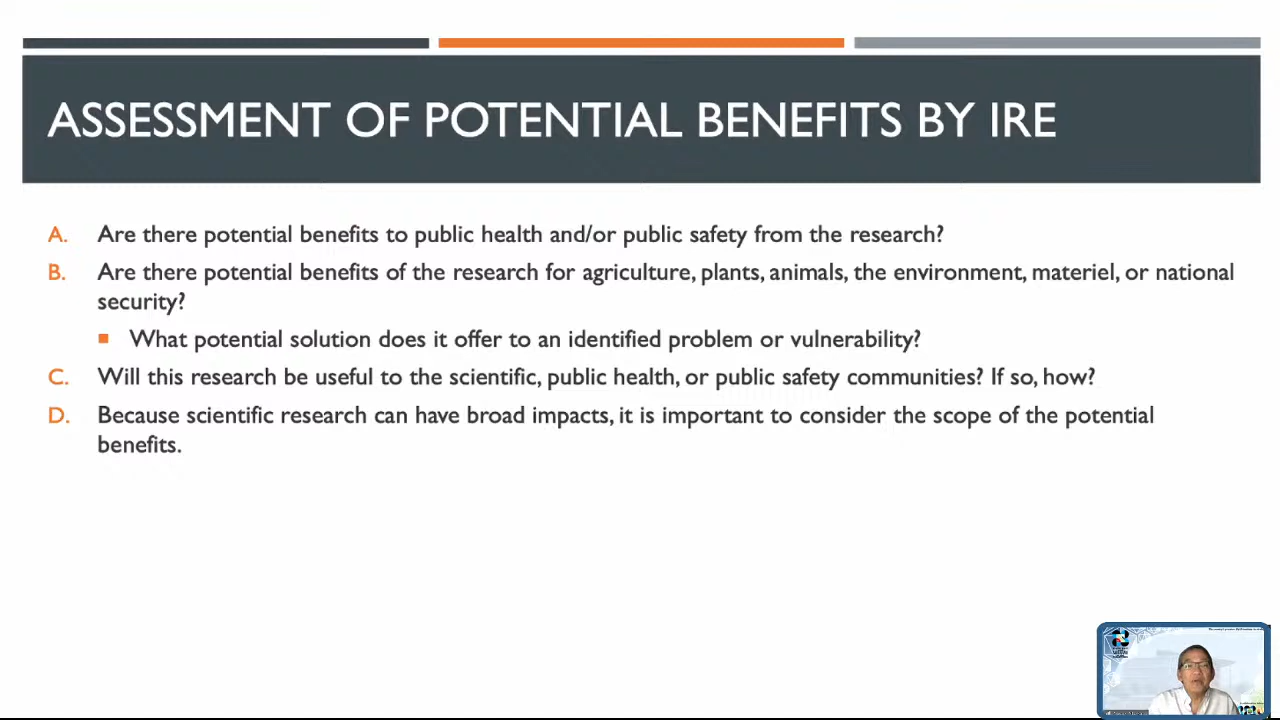 ASSESSMENT OF POTENTIAL BENEFITS BY IRE
A. Are there potential benefits to public health and/or public safety from the research?
B. Are there potential benefits of the research for agriculture, plants, animals, the environment, materiel, or national
security?
What potential solution does it offer to an identified problem or vulnerability?
C. Will this research be useful to the scientific, public health, or public safety communities? If so, how?
D. Because scientific research can have broad impacts, it is important to consider the scope of the potential
benefits.